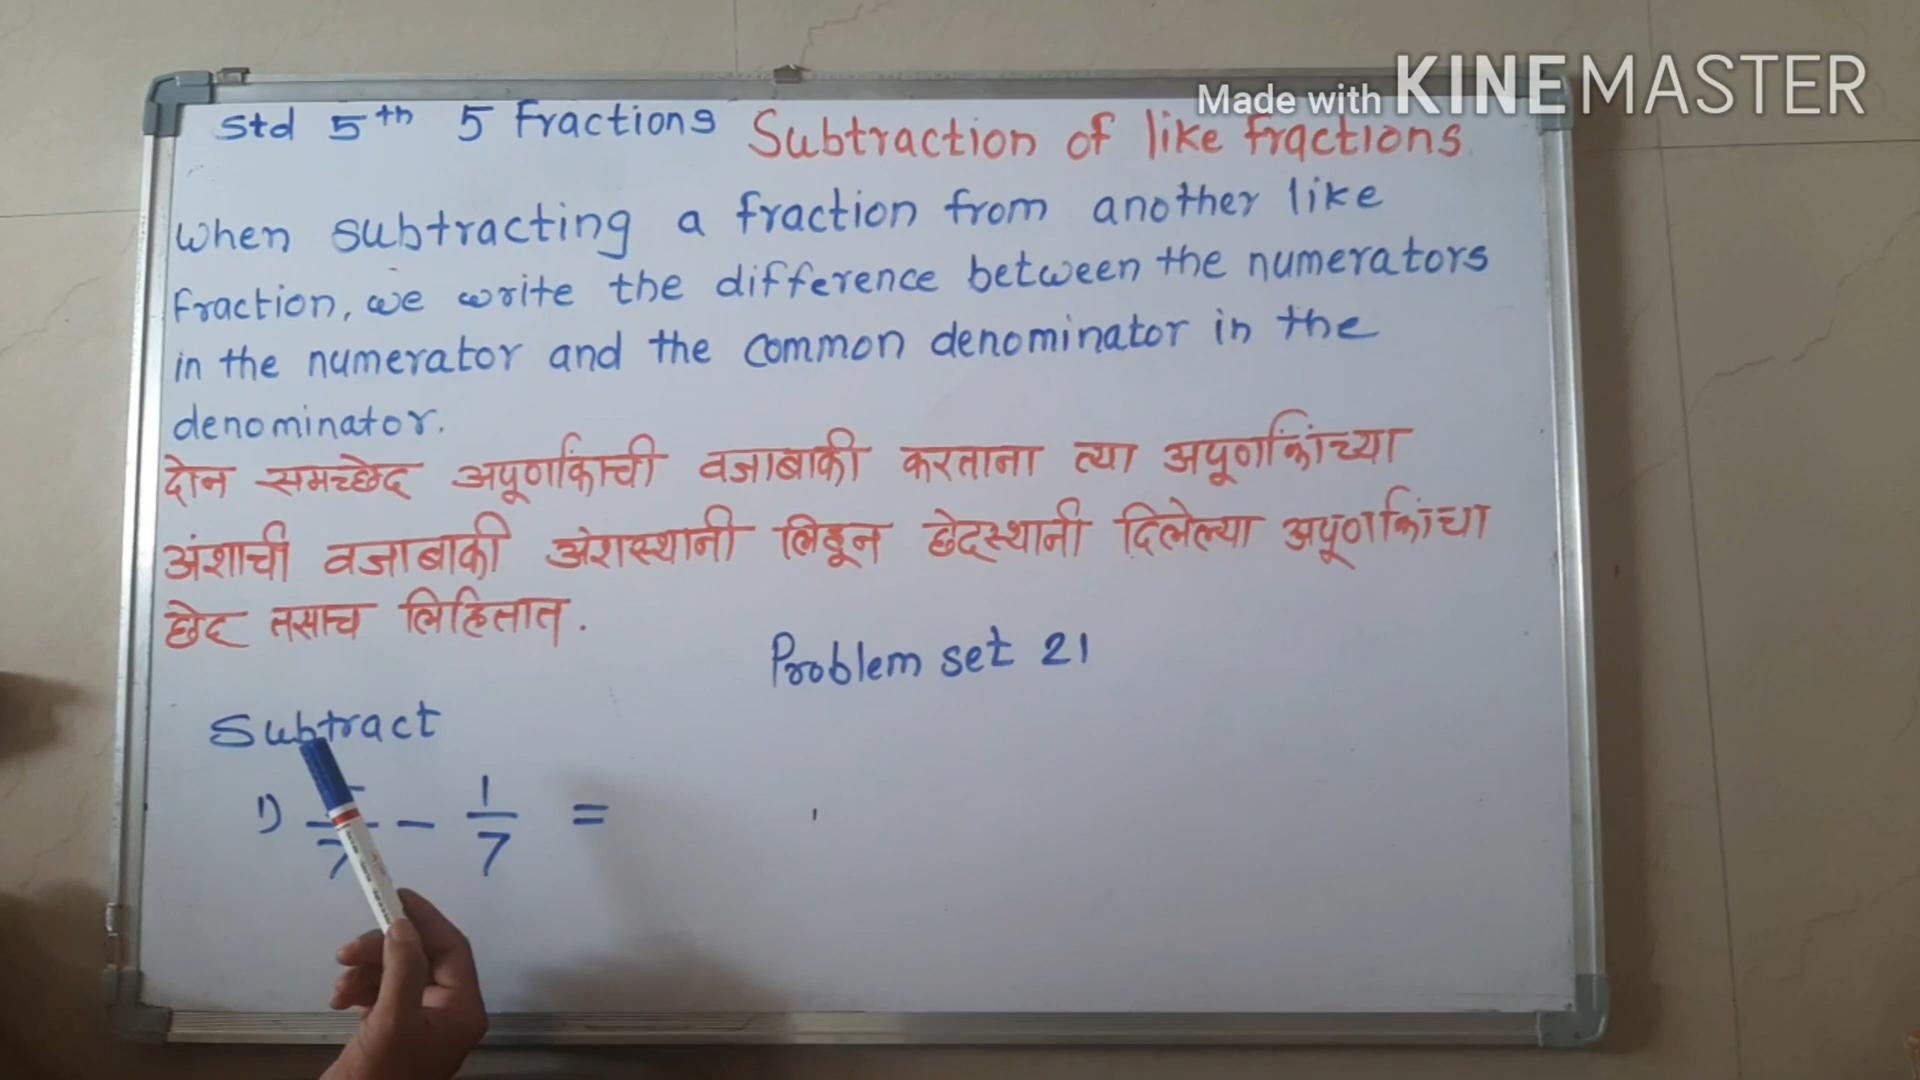 Made with KINEMASTER
Std 5th 5 Fractions Subtraction of like fractions
When subtracting a fraction from another like
fraction, we write the difference between the numerators
in the numerator and the common denominator in the
denominator.
दोन समच्छेद अपूर्णांकांची वजाबाकी करताना त्या अपूर्णांकांच्या
अंशाची वजाबाकी अंशस्थानी लिहून छेदस्थानी दिलेल्या अपूर्णांकांचा
छेद तसाच लिहितात.
Problem set 21
Subtract
1) /7 - 1/7 =